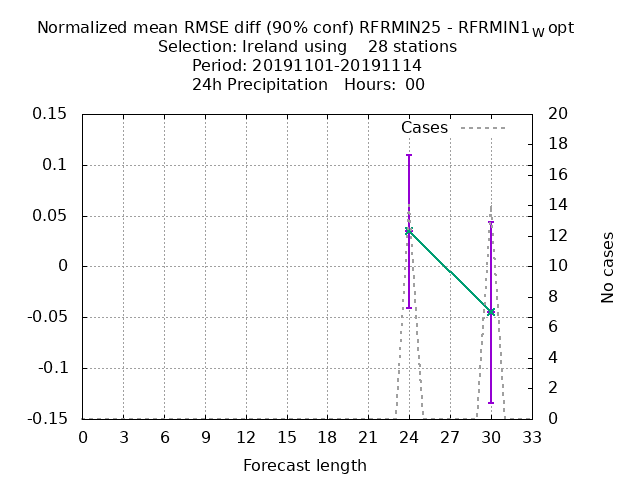 Normalized mean RMSE diff (90% conf) RFRMIN25 - RFRMIN1wopt
Selection: Ireland using 28 stations
Period: 20191101-20191114
24h Precipitation Hours: 00
Cases
0.15
0.1
0.05
0
-0.05
-0.1
-0.15
20
18
16
14
12
10
8
6
4
2
0
No cases
0 3 6 9 12 15 18 21 24 27 30 33
Forecast length